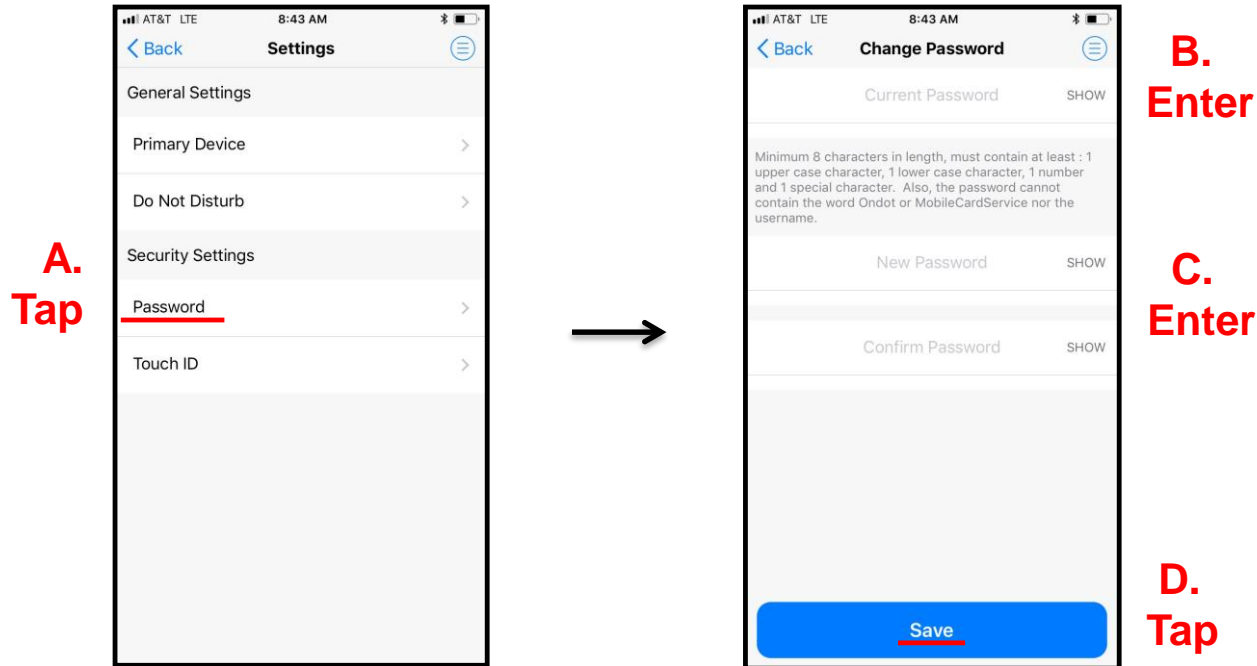 AT&T LTE 8:43 AM
Back Settings
General Settings
Primary Device
Do Not Disturb
Security Settings
Password
Touch ID
A.
Tap
AT&T LTE 8:43 AM
Back Change Password
Current Password SHOW
Minimum 8 characters in length, must contain at least : 1
upper case character, 1 lower case character, 1 number
and 1 special character. Also, the password cannot
contain the word Ondot or MobileCardService nor the
username.
New Password SHOW
Confirm Password SHOW
Save
B.
Enter
C.
Enter
D.
Tap